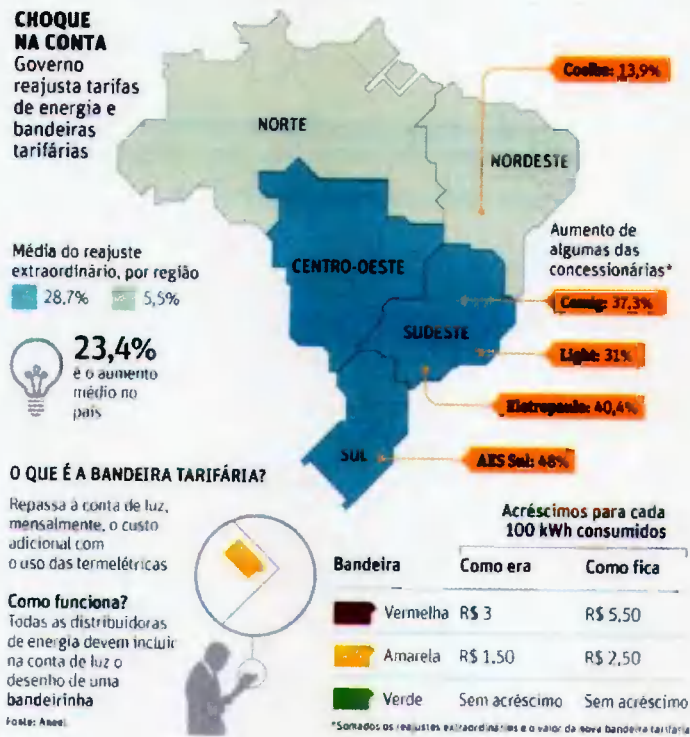 CHOQUE
NA CONTA
Governo
reajusta tarifas
de energia e
bandeiras
tarifárias
NORTE
NORDESTE
CENTRO-OESTE
SUDESTE
SUL
Coelba: 13,9%
Média do reajuste
extraordinário, por região
28,7%
5,5%
23,4%
é o aumento
médio no
país
Aumento de
algumas das
concessionárias*
Cemig: 37,3%
Light: 31%
Eletropaulo: 40,4%
AES Sul: 48%
O QUE É A BANDEIRA TARIFÁRIA?
Repassa à conta de luz,
mensalmente, o custo
adicional com
o uso das termelétricas
Como funciona?
Todas as distribuidoras
de energia devem incluir
na conta de luz o
desenho de uma
bandeirinha
Fonte: Aneel
Acréscimos para cada
100 kWh consumidos
Bandeira Como era Como fica
Vermelha R$ 3 R$ 5,50
Amarela R$ 1,50 R$ 2,50
Verde Sem acréscimo Sem acréscimo
*Somados os reajustes extraordinários e o valor da nova bandeira tarifária